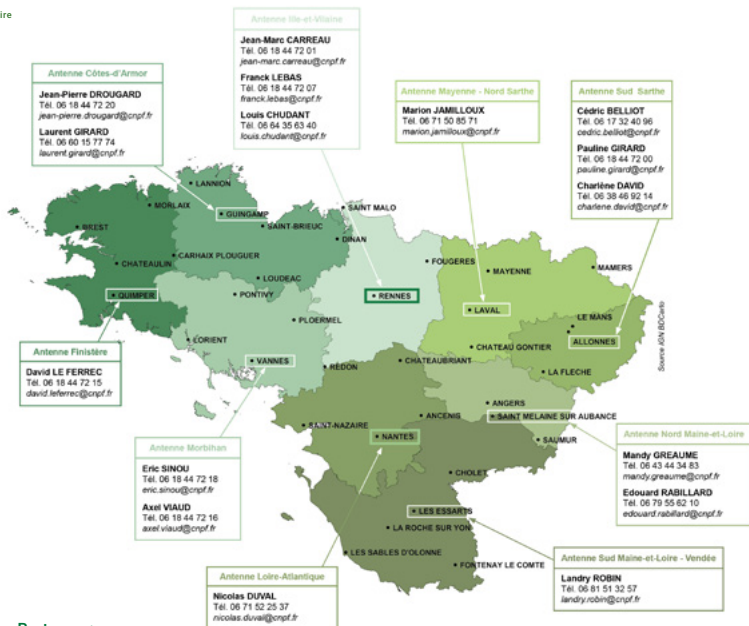 ire
Antenne Ille-et-Vilaine
Jean-Marc CARREAU
Tél. 06 18 44 72 01
jean-marc.carreau@cnpf.fr
Franck LEBAS
Tél. 06 18 44 72 07
franck.lebas@cnpf.fr
Louis CHUDANT
Tél. 06 64 35 63 40
louis.chudant@cnpf.fr
Antenne Côtes-d'Armor
Jean-Pierre DROUGARD
Tél. 06 18 44 72 20
jean-pierre.drougard@cnpf.fr
Laurent GIRARD
Tél. 06 60 15 77 74
laurent.girard@cnpf.fr
Antenne Mayenne - Nord Sarthe
Marion JAMILLOUX
Tél. 06 71 50 85 71
marion.jamilloux@cnpf.fr
Antenne Sud Sarthe
Cédric BELLIOT
Tél. 06 17 32 40 96
cedric.belliot@cnpf.fr
Pauline GIRARD
Tél. 06 18 44 72 00
pauline.girard@cnpf.fr
Charlène DAVID
Tél. 06 38 46 92 14
charlene.david@cnpf.fr
LANNION
MORLAIX
GUINGAMP
SAINT MALO
BREST
SAINT-BRIEUC
DINAN
CARHAIX PLOUGUER
CHATEAULIN
FOUGERES
MAYENNE
MAMERS
LOUDEAC
QUIMPER
PONTIVY
RENNES
LAVAL
PLOERMEL
LE MANS
LORIENT
CHATEAU GONTIER
ALLONNES
VANNES
REDON
CHATEAUBRIANT
LA FLECHE
Source IGN BDCarto
Antenne Finistère
David LE FERREC
Tél. 06 18 44 72 15
david.leferrec@cnpf.fr
ANGERS
ANCENIS
SAINT MELAINE SUR AUBANCE
SAINT-NAZAIRE
NANTES
SAUMUR
CHOLET
LES ESSARTS
LA ROCHE SUR YON
LES SABLES D'OLONNE
FONTENAY LE COMTE
Antenne Morbihan
Eric SINOU
Tél. 06 18 44 72 18
eric.sinou@cnpf.fr
Axel VIAUD
Tél. 06 18 44 72 16
axel.viaud@cnpf.fr
Antenne Nord Maine-et-Loire
Mandy GREAUME
Tél. 06 43 44 34 83
mandy.greaume@cnpf.fr
Edouard RABILLARD
Tél. 06 79 55 62 10
edouard.rabillard@cnpf.fr
Antenne Sud Maine-et-Loire - Vendée
Landry ROBIN
Tél. 06 81 51 32 57
landry.robin@cnpf.fr
Antenne Loire-Atlantique
Nicolas DUVAL
Tél. 06 71 52 25 37
nicolas.duval@cnpf.fr